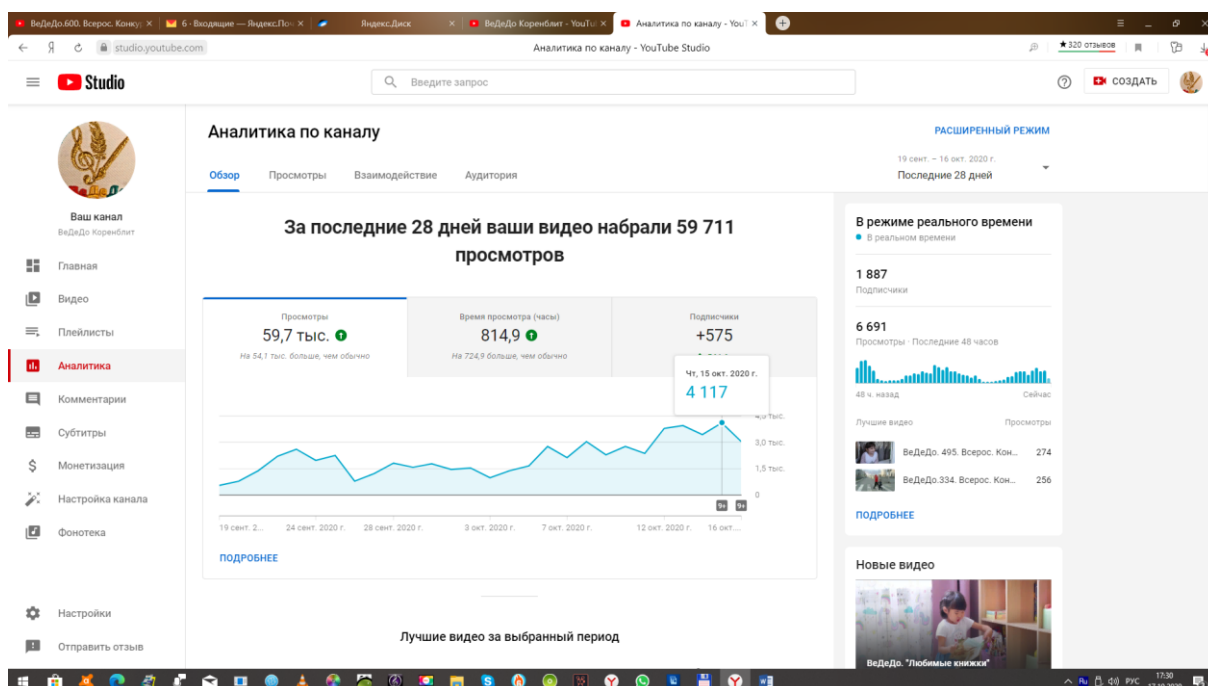 ВеДеДо.600. Всерос. Конку
6 · Входящие — Яндекс.Поч
Яндекс.Диск
ВеДеДо Коренблит - YouTu
Аналитика по каналу - YouT
studio.youtube.com
Аналитика по каналу - YouTube Studio
★320 отзывов
Studio
Введите запрос
СОЗДАТЬ
Аналитика по каналу
РАСШИРЕННЫЙ РЕЖИМ
Обзор
Просмотры
Взаимодействие
Аудитория
19 сент. – 16 окт. 2020 г.
Последние 28 дней
Ваш канал
ВеДеДо Коренблит
Главная
Видео
Плейлисты
Аналитика
Комментарии
Субтитры
Монетизация
Настройка канала
Фонотека
Настройки
Отправить отзыв
За последние 28 дней ваши видео набрали 59 711
просмотров
Просмотры
59,7 тыс.
На 54,1 тыс. больше, чем обычно
Время просмотра (часы)
814,9
На 724,9 больше, чем обычно
Подписчики
+575
Чт, 15 окт. 2020 г.
4 117
4,5 тыс.
3,0 тыс.
1,5 тыс.
0
9+ 9+
19 сент. 2...
24 сент. 2020 г.
28 сент. 2020 г.
3 окт. 2020 г.
7 окт. 2020 г.
12 окт. 2020 г.
16 окт....
ПОДРОБНЕЕ
Лучшие видео за выбранный период
В режиме реального времени
В реальном времени
1 887
Подписчики
6 691
Просмотры · Последние 48 часов
48 ч. назад
Сейчас
Лучшие видео
Просмотры
ВеДеДо. 495. Всерос. Кон... 274
ВеДеДо.334. Всерос. Кон... 256
ПОДРОБНЕЕ
Новые видео
ВеДеДо. "Любимые книжки"
Ru
РУС
17:30
17.10.2020